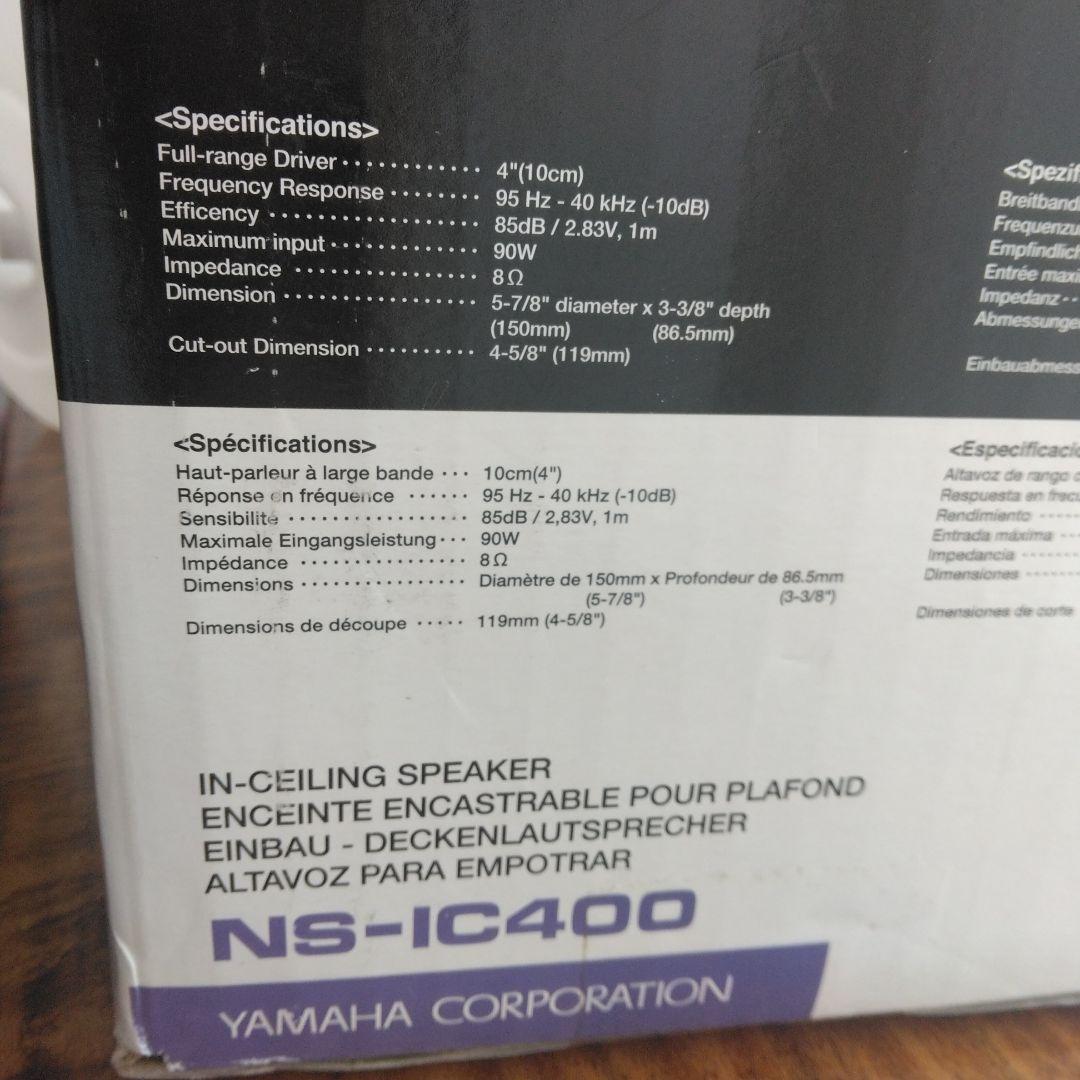 <Specifications>
Full-range Driver ············ 4"(10cm)
Frequency Response ········ 95 Hz - 40 kHz (-10dB)
Efficency ·················· 85dB / 2.83V, 1m
Maximum input ············· 90W
Impedance ················ 8Ω
Dimension ················· 5-7/8" diameter x 3-3/8" depth
(150mm) (86.5mm)
Cut-out Dimension ·········· 4-5/8" (119mm)
<Spezif
Breitband
Frequenzu
Empfindlich
Entrée maxi
Impedanz
Abmessunge
Einbauabmess
<Spécifications>
Haut-parleur à large bande ··· 10cm(4")
Réponse en fréquence ······ 95 Hz - 40 kHz (-10dB)
Sensibilité ·················· 85dB / 2,83V, 1m
Maximale Eingangsleistung ··· 90W
Impédance ················ 8Ω
Dimensions ················ Diamètre de 150mm x Profondeur de 86.5mm
(5-7/8") (3-3/8")
Dimensions de découpe ····· 119mm (4-5/8")
<Especificacio
Altavoz de rango
Respuesta en frecu
Rendimiento
Entrada máxima
Impedancia
Dimensiones
Dimensiones de corte
IN-CEILING SPEAKER
ENCEINTE ENCASTRABLE POUR PLAFOND
EINBAU - DECKENLAUTSPRECHER
ALTAVOZ PARA EMPOTRAR
NS-IC400
YAMAHA CORPORATION